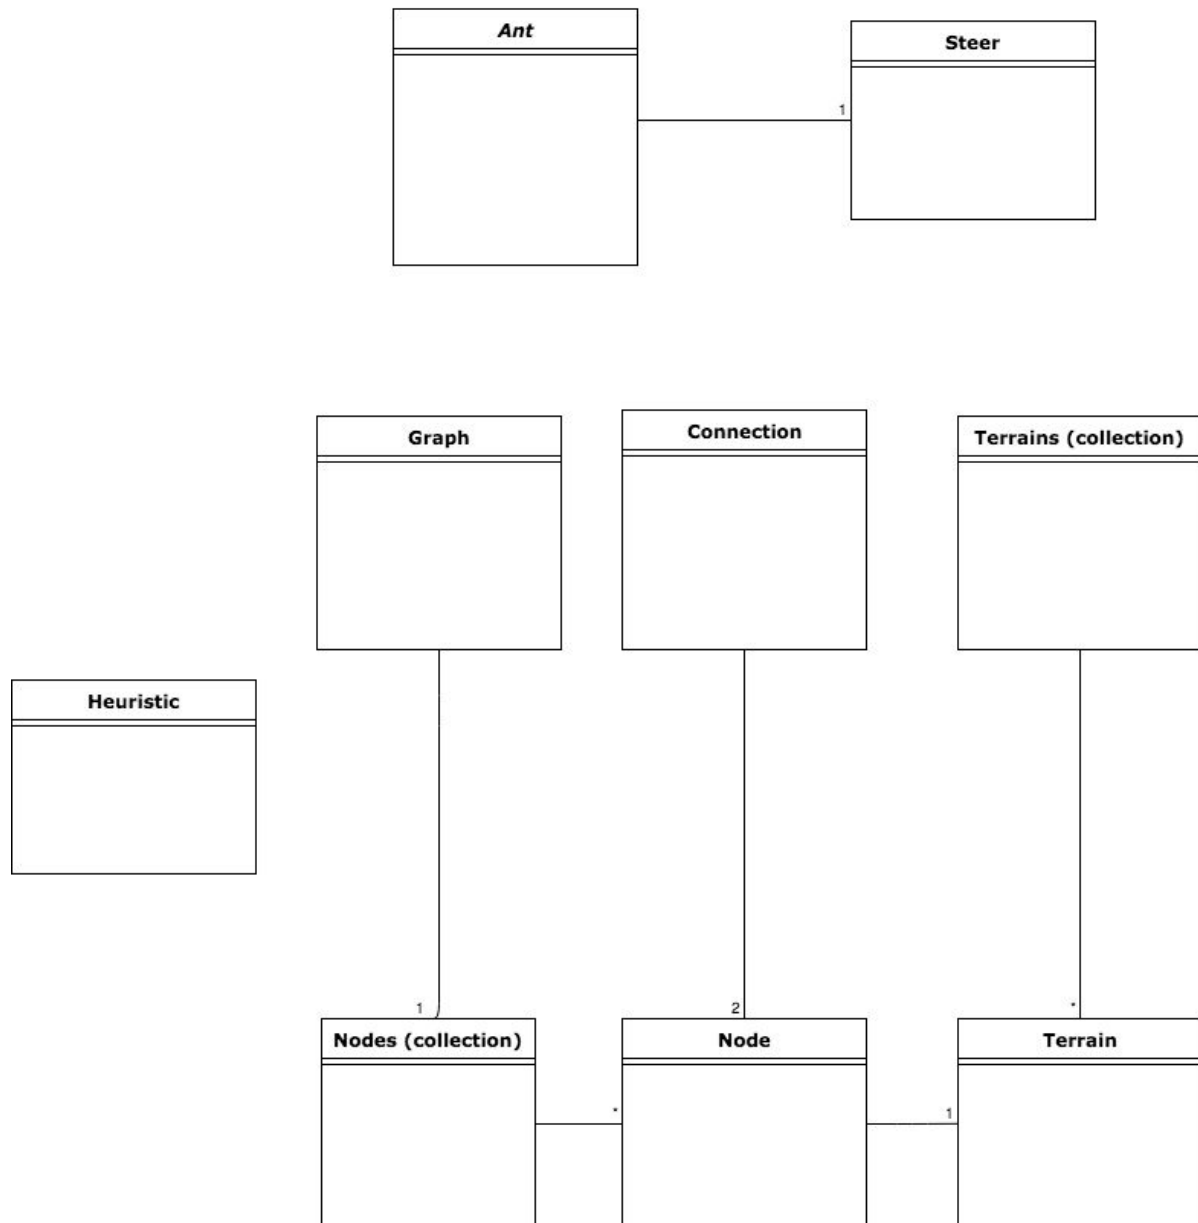 Ant
Steer
1
Graph
Connection
Terrains (collection)
Heuristic
1
2
*
Nodes (collection)
Node
Terrain
*
1